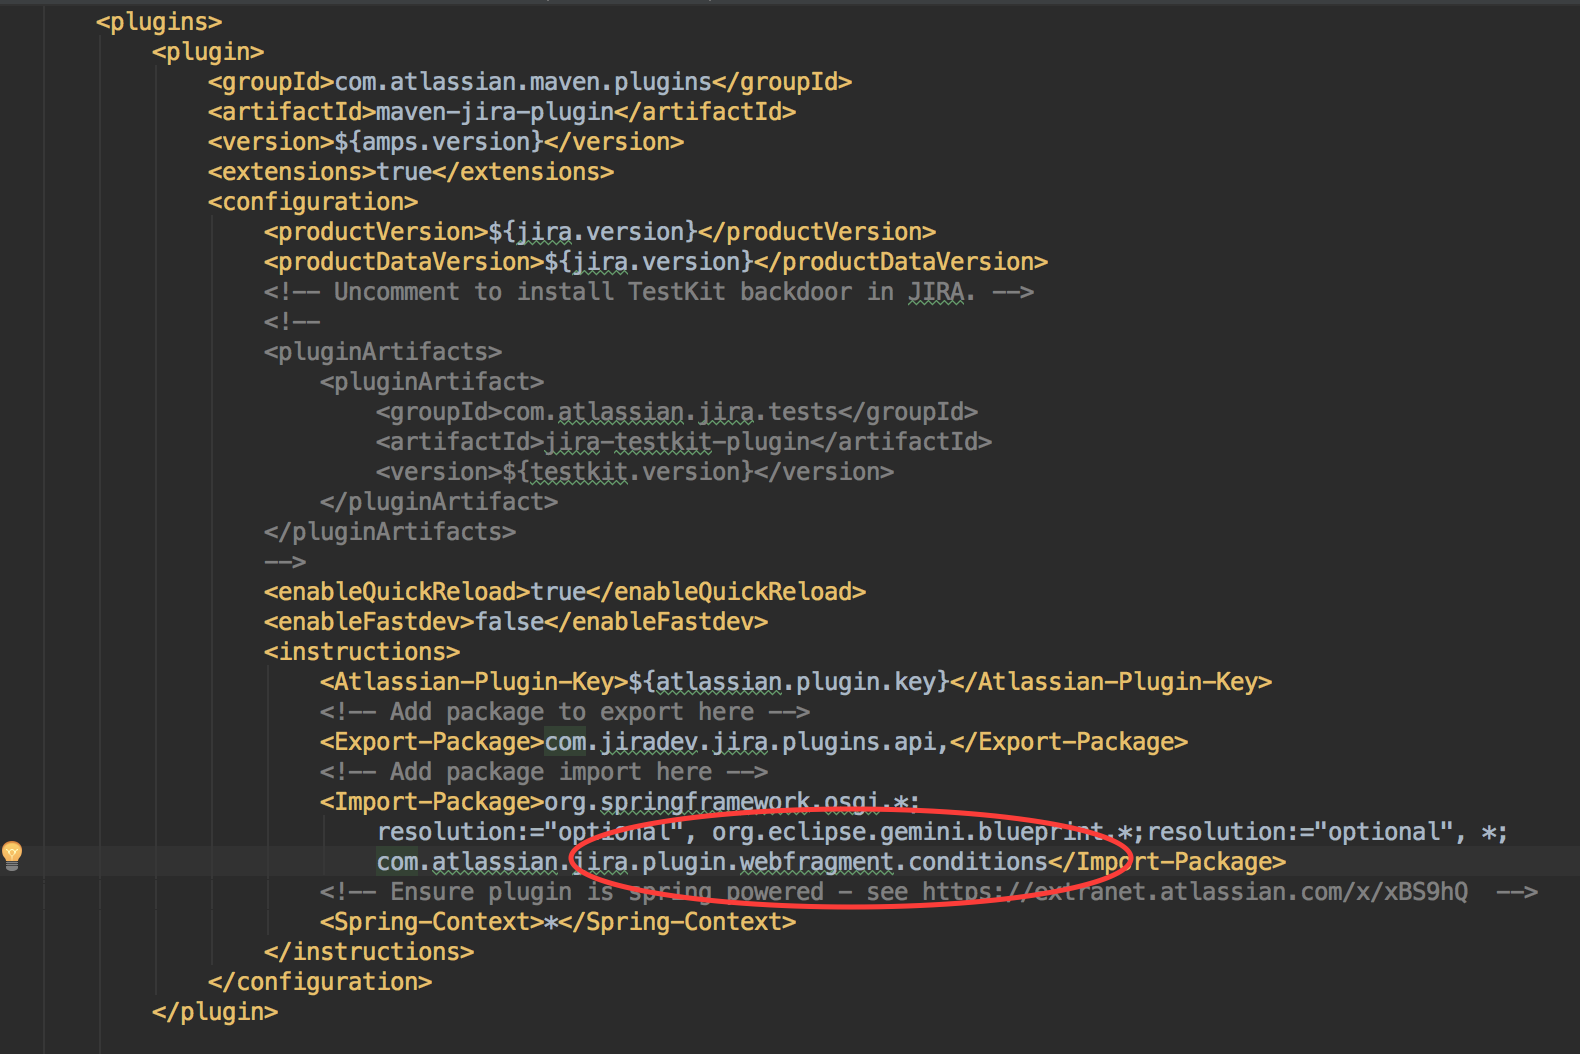 <plugins>
<plugin>
<groupId>com.atlassian.maven.plugins</groupId>
<artifactId>maven-jira-plugin</artifactId>
<version>${amps.version}</version>
<extensions>true</extensions>
<configuration>
<productVersion>${jira.version}</productVersion>
<productDataVersion>${jira.version}</productDataVersion>
<!-- Uncomment to install TestKit backdoor in JIRA. -->
<!--
<pluginArtifacts>
<pluginArtifact>
<groupId>com.atlassian.jira.tests</groupId>
<artifactId>jira-testkit-plugin</artifactId>
<version>${testkit.version}</version>
</pluginArtifact>
</pluginArtifacts>
-->
<enableQuickReload>true</enableQuickReload>
<enableFastdev>false</enableFastdev>
<instructions>
<Atlassian-Plugin-Key>${atlassian.plugin.key}</Atlassian-Plugin-Key>
<!-- Add package to export here -->
<Export-Package>com.jiradev.jira.plugins.api,</Export-Package>
<!-- Add package import here -->
<Import-Package>org.springframework.osgi.*;
resolution:="optional", org.eclipse.gemini.blueprint.*;resolution:="optional", *;
com.atlassian.jira.plugin.webfragment.conditions</Import-Package>
<!-- Ensure plugin is spring powered - see https://extranet.atlassian.com/x/xBS9hQ -->
<Spring-Context>*</Spring-Context>
</instructions>
</configuration>
</plugin>